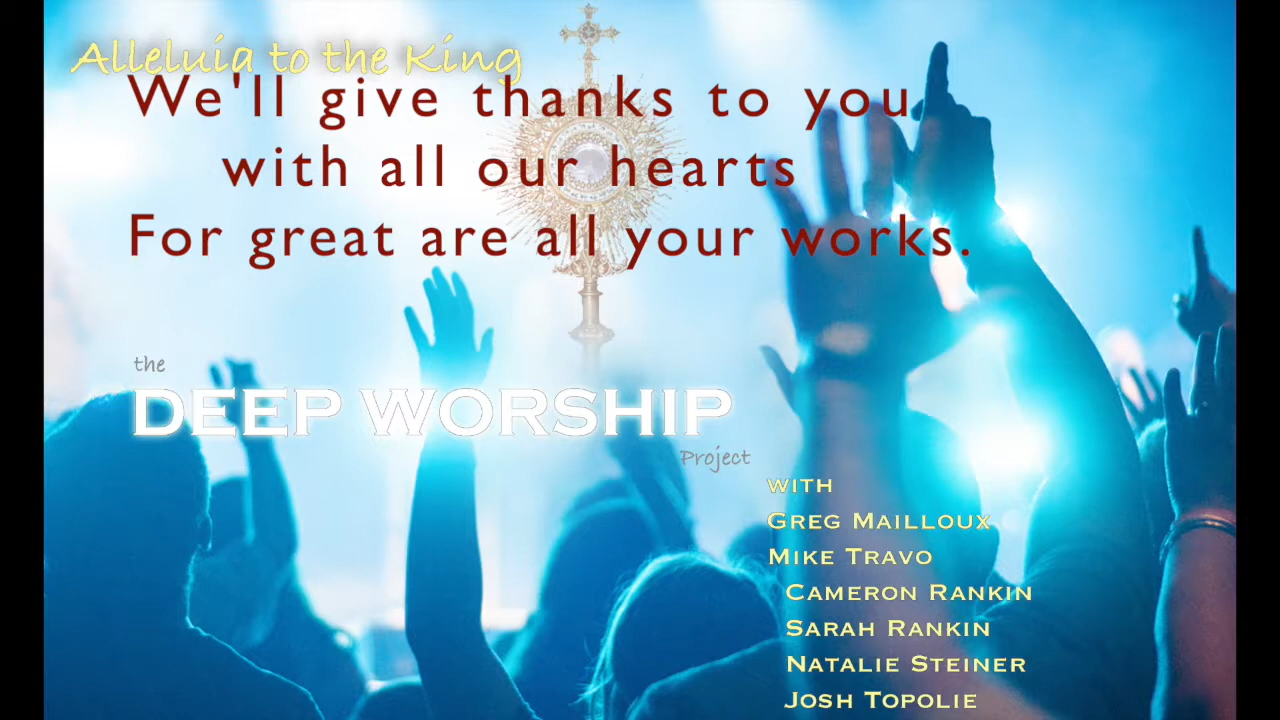 Alleluia to the King
We'll give thanks to you
with all our hearts
For great are all your works.
the
DEEP WORSHIP
Project
WITH
GREG MAILLOUX
MIKE TRAVO
CAMERON RANKIN
SARAH RANKIN
NATALIE STEINER
JOSH TOPOLIE